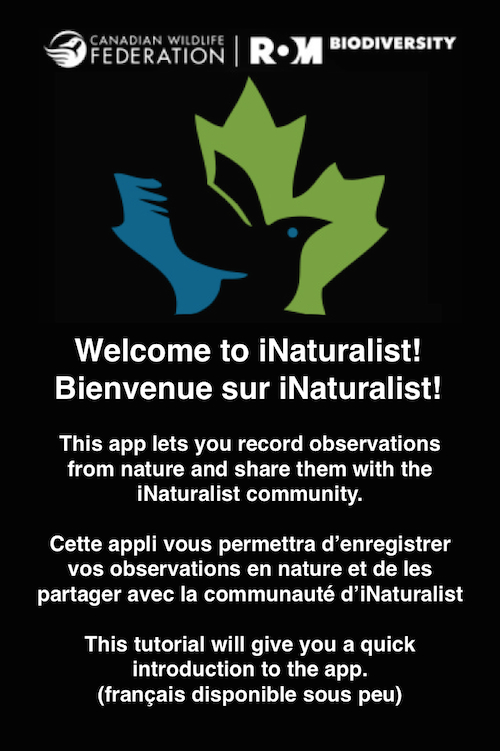 CANADIAN WILDLIFE
FEDERATION
ROM BIODIVERSITY
Welcome to iNaturalist!
Bienvenue sur iNaturalist!
This app lets you record observations
from nature and share them with the
iNaturalist community.
Cette appli vous permettra d’enregistrer
vos observations en nature et de les
partager avec la communauté d’iNaturalist
This tutorial will give you a quick
introduction to the app.
(français disponible sous peu)